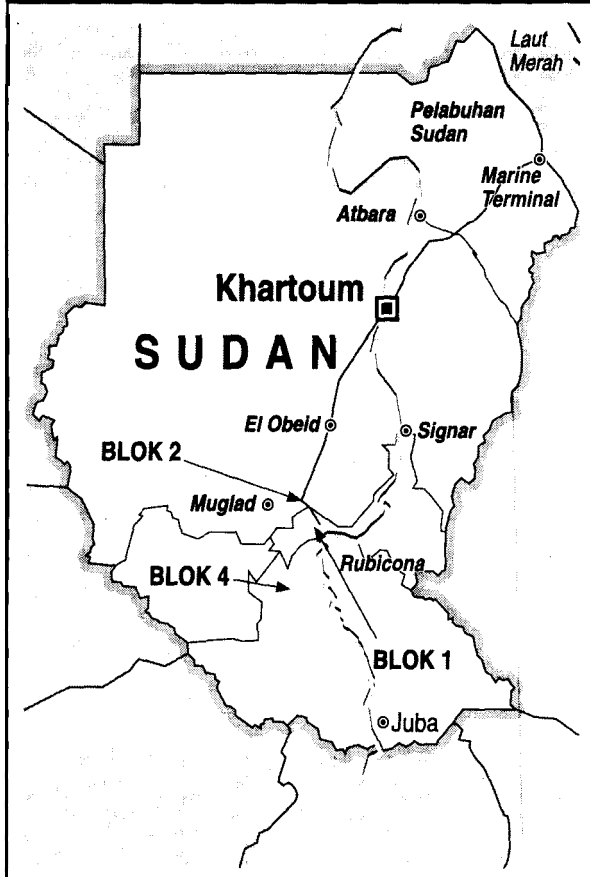 Laut
Merah
Pelabuhan
Sudan
Marine
Terminal
Atbara
Khartoum
SUDAN
El Obeid
Signar
BLOK 2
Muglad
Rubicona
BLOK 4
BLOK 1
Juba